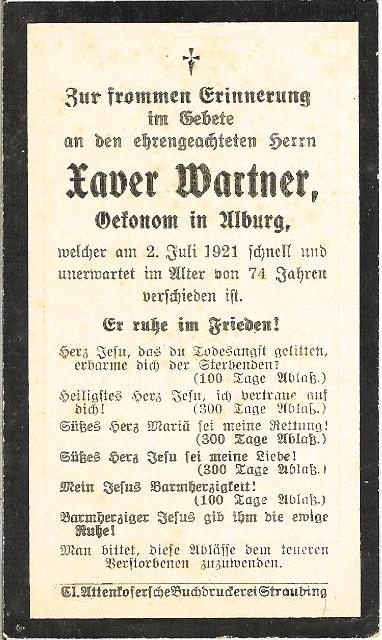 Zur frommen Erinnerung
im Gebete
an den ehrengeachteten Herrn
Xaver Wartner,
Oekonom in Alburg,
welcher am 2. Juli 1921 schnell und
unerwartet im Alter von 74 Jahren
verschieden ist.
Er ruhe im Frieden!
Herz Jesu, das du Todesangst gelitten,
erbarme dich der Sterbenden!
(100 Tage Ablaß.)
Heiligstes Herz Jesu, ich vertraue auf
dich! (300 Tage Ablaß.)
Süßes Herz Mariä sei meine Rettung!
(300 Tage Ablaß.)
Süßes Herz Jesu sei meine Liebe!
(300 Tage Ablaß.)
Mein Jesus Barmherzigkeit!
(100 Tage Ablaß.)
Barmherziger Jesus gib ihm die ewige
Ruhe!
Man bittet, diese Ablässe dem teueren
Verstorbenen zuzuwenden.
Cl. Attenkofersche Buchdruckerei Straubing